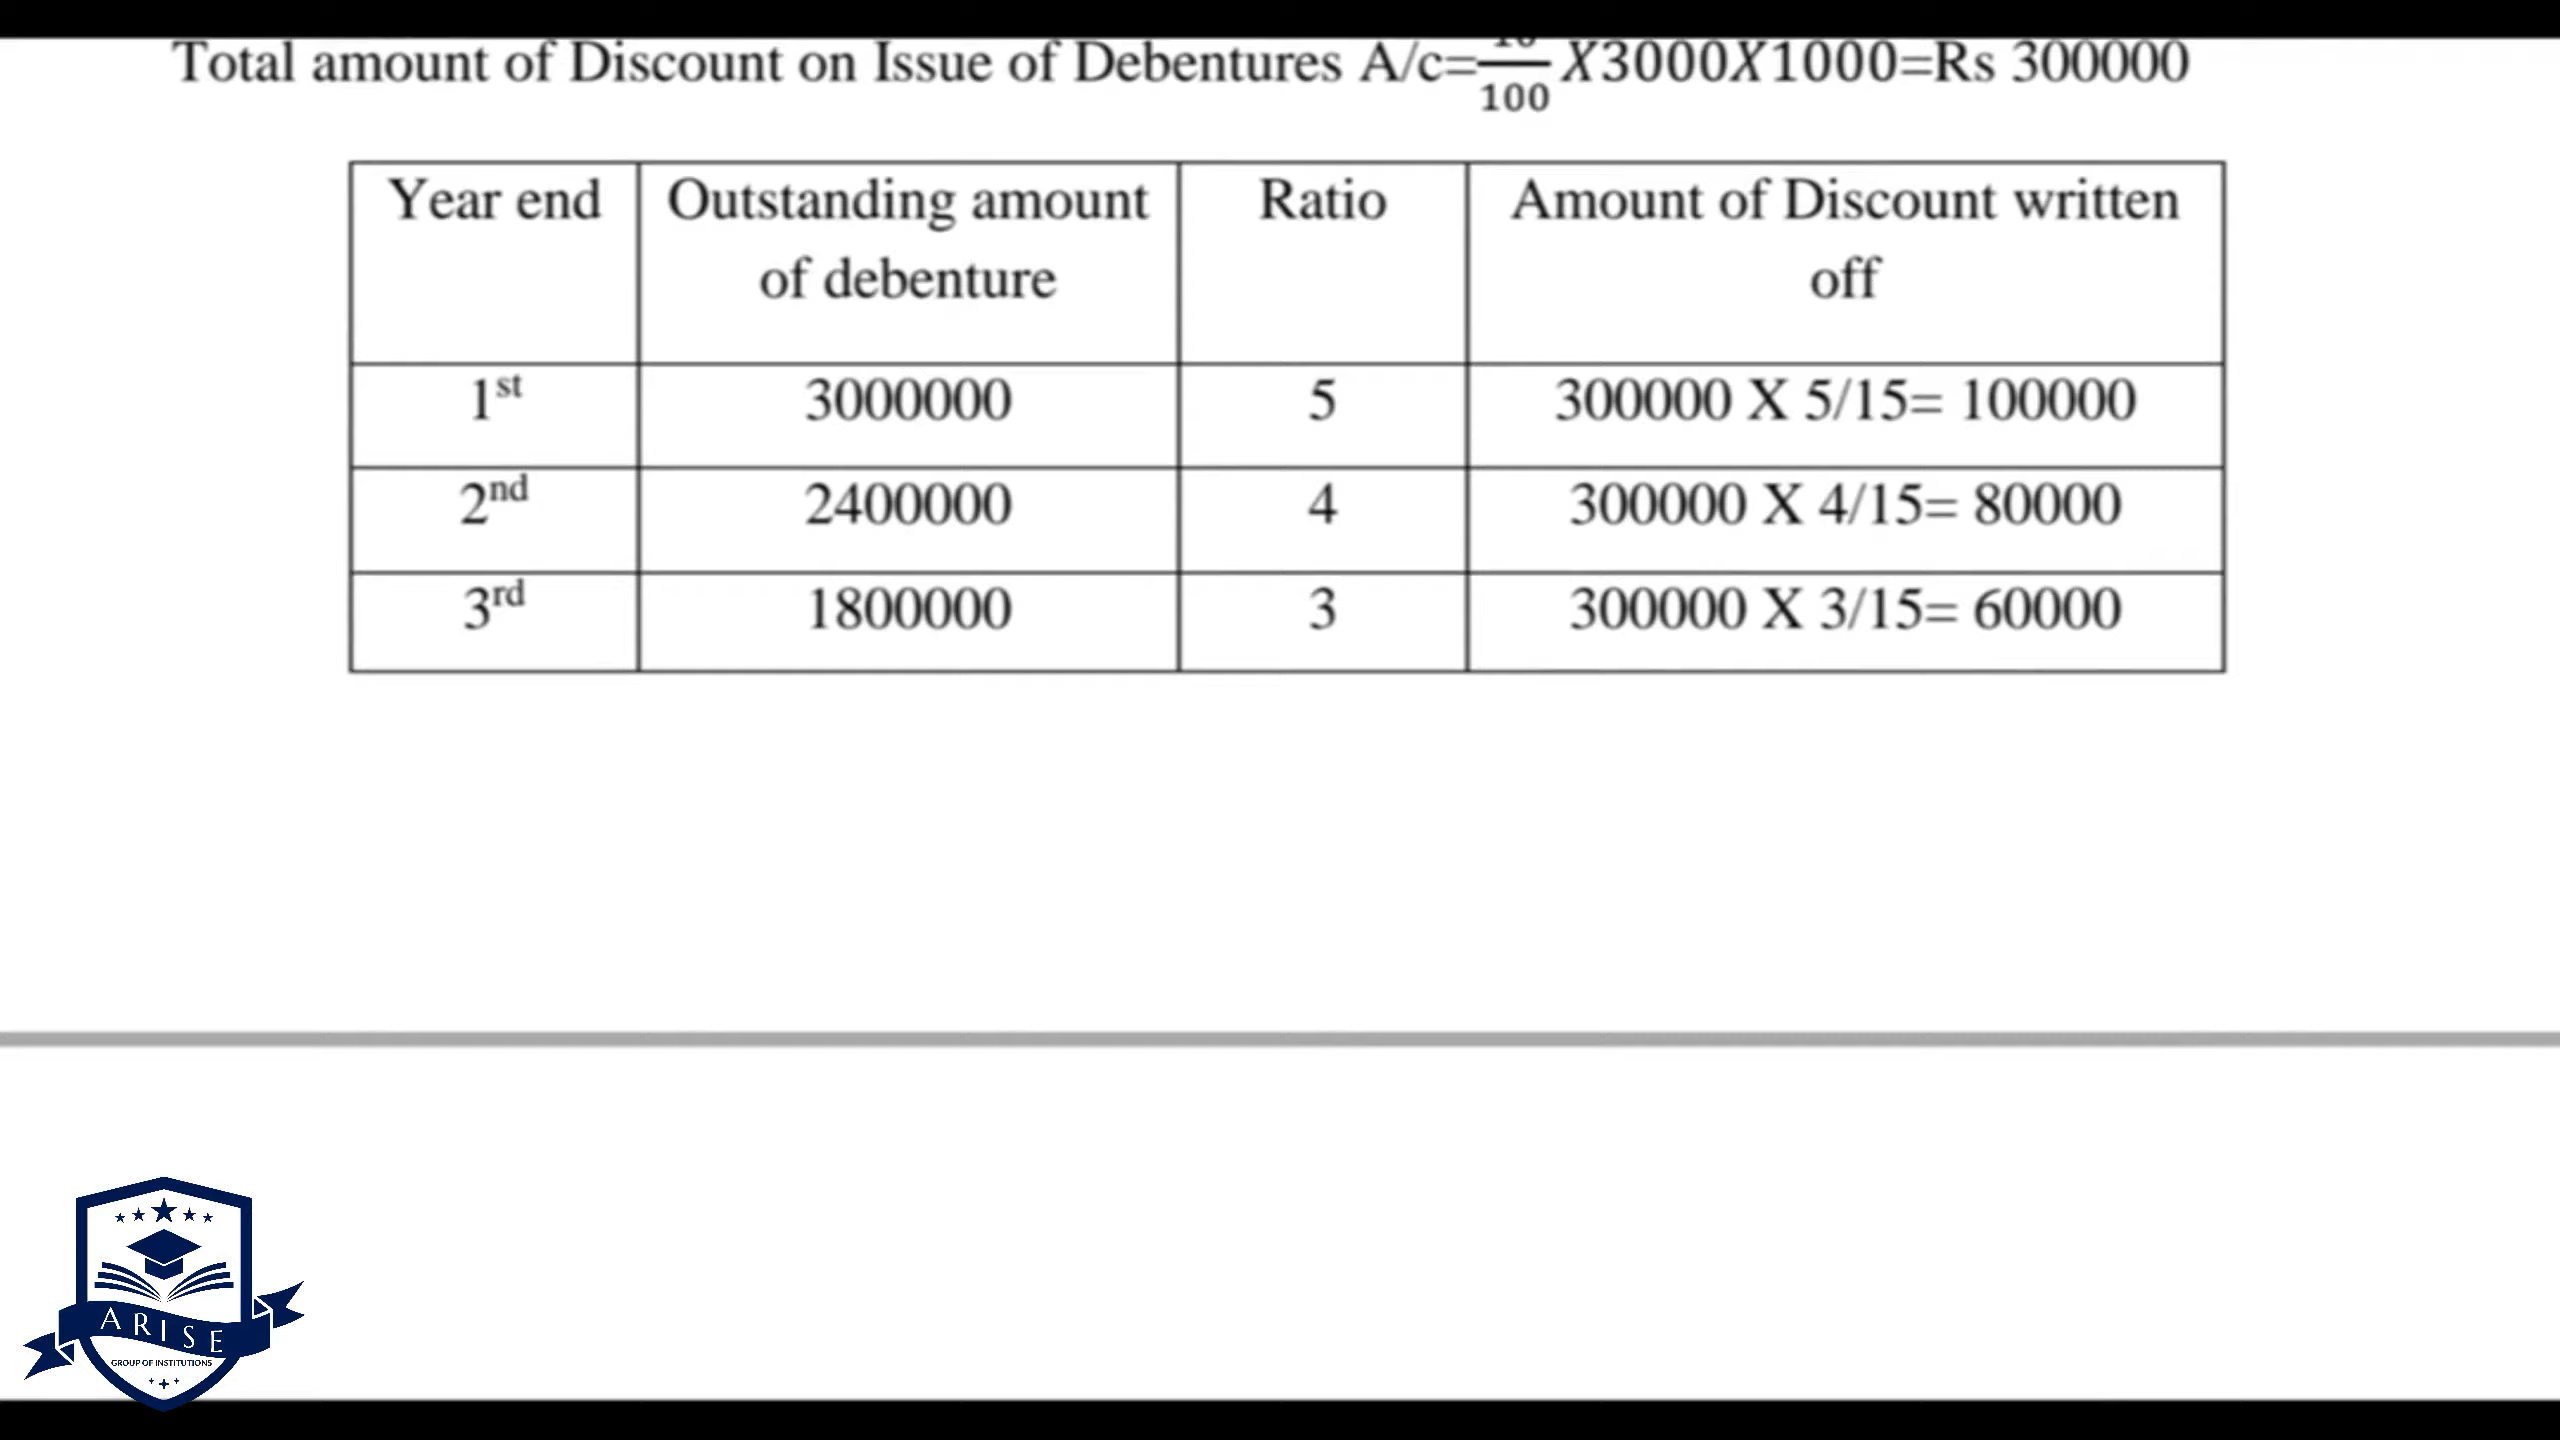 Total amount of Discount on Issue of Debentures A/c=10/100 X3000X1000=Rs 300000
Year end Outstanding amount of debenture Ratio Amount of Discount written off
1st 3000000 5 300000 X 5/15= 100000
2nd 2400000 4 300000 X 4/15= 80000
3rd 1800000 3 300000 X 3/15= 60000
ARISE
GROUP OF INSTITUTIONS